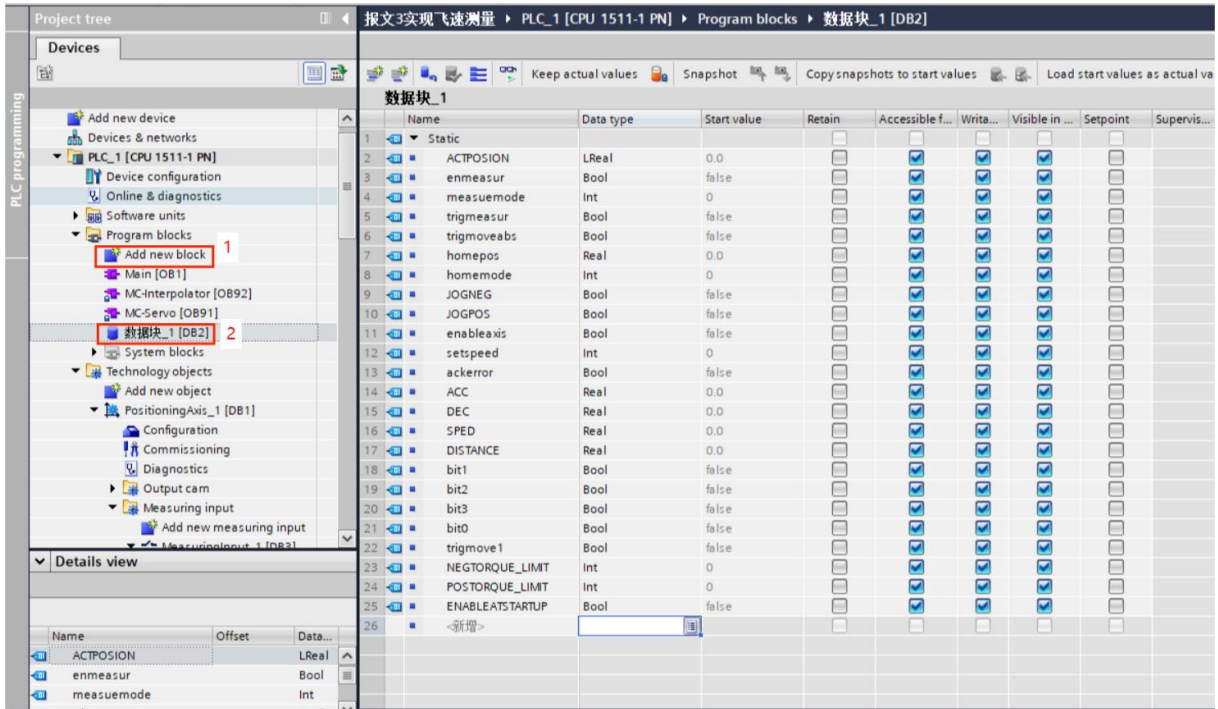 Project tree
Devices
PLC programming
Add new device
Devices & networks
PLC_1 [CPU 1511-1 PN]
Device configuration
Online & diagnostics
Software units
Program blocks
Add new block 1
Main [OB1]
MC-Interpolator [OB92]
MC-Servo [OB91]
数据块_1 [DB2] 2
System blocks
Technology objects
Add new object
PositioningAxis_1 [DB1]
Configuration
Commissioning
Diagnostics
Output cam
Measuring input
Add new measuring input
MeasuringInput_1 [DB3]
Details view
Name Offset Data...
ACTPOSION LReal
enmeasur Bool
measuemode Int
报文3实现飞速测量 PLC_1 [CPU 1511-1 PN] Program blocks 数据块_1 [DB2]
Keep actual values Snapshot Copy snapshots to start values Load start values as actual va
数据块_1
Name Data type Start value Retain Accessible f... Writa... Visible in ... Setpoint Supervis...
1 Static
2 ACTPOSION LReal 0.0
3 enmeasur Bool false
4 measuemode Int 0
5 trigmeasur Bool false
6 trigmoveabs Bool false
7 homepos Real 0.0
8 homemode Int 0
9 JOGNEG Bool false
10 JOGPOS Bool false
11 enableaxis Bool false
12 setspeed Int 0
13 ackerror Bool false
14 ACC Real 0.0
15 DEC Real 0.0
16 SPED Real 0.0
17 DISTANCE Real 0.0
18 bit1 Bool false
19 bit2 Bool false
20 bit3 Bool false
21 bit0 Bool false
22 trigmove1 Bool false
23 NEGTORQUE_LIMIT Int 0
24 POSTORQUE_LIMIT Int 0
25 ENABLEATSTARTUP Bool false
26 <新增>